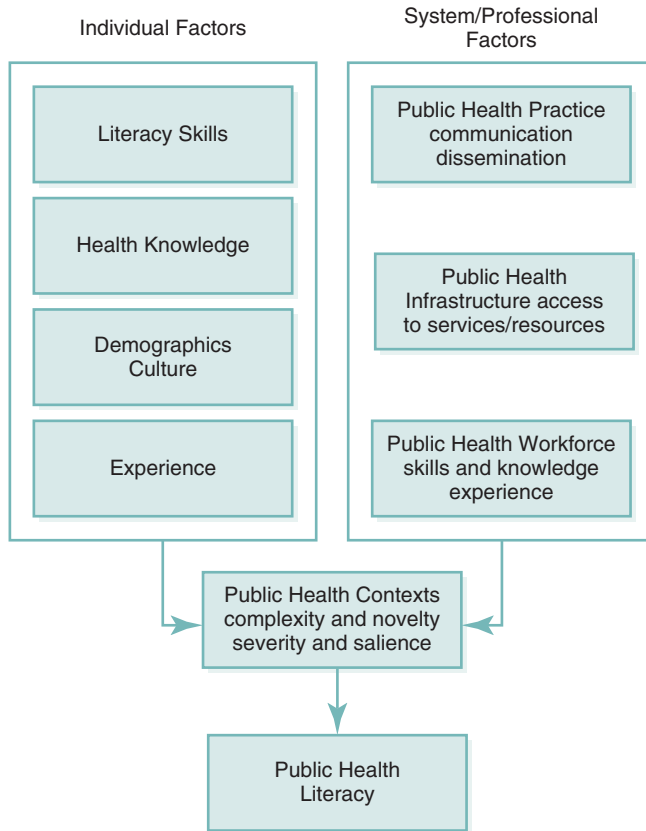 Individual Factors
System/Professional
Factors
Literacy Skills
Health Knowledge
Demographics
Culture
Experience
Public Health Practice
communication
dissemination
Public Health
Infrastructure access
to services/resources
Public Health Workforce
skills and knowledge
experience
Public Health Contexts
complexity and novelty
severity and salience
Public Health
Literacy